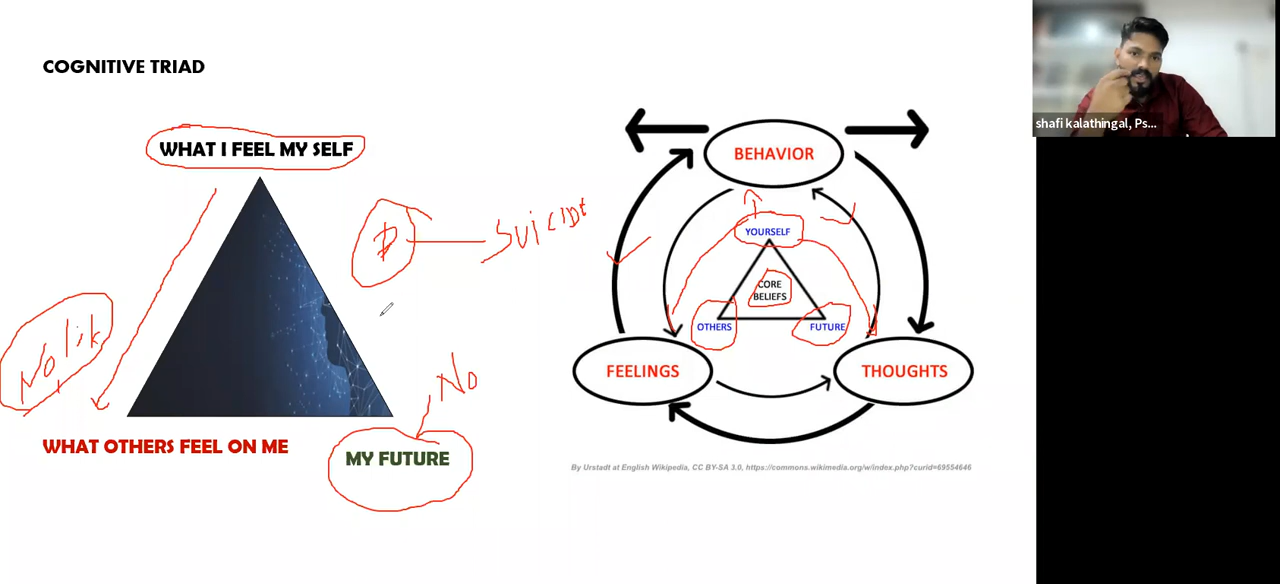 COGNITIVE TRIAD
WHAT I FEEL MY SELF
D
SUICIDE
No lik
No
WHAT OTHERS FEEL ON ME
MY FUTURE
BEHAVIOR
YOURSELF
CORE
BELIEFS
OTHERS
FUTURE
FEELINGS
THOUGHTS
By Urstadt at English Wikipedia, CC BY-SA 3.0, https://commons.wikimedia.org/w/index.php?curid=69554646
shafi kalathingal, Ps...